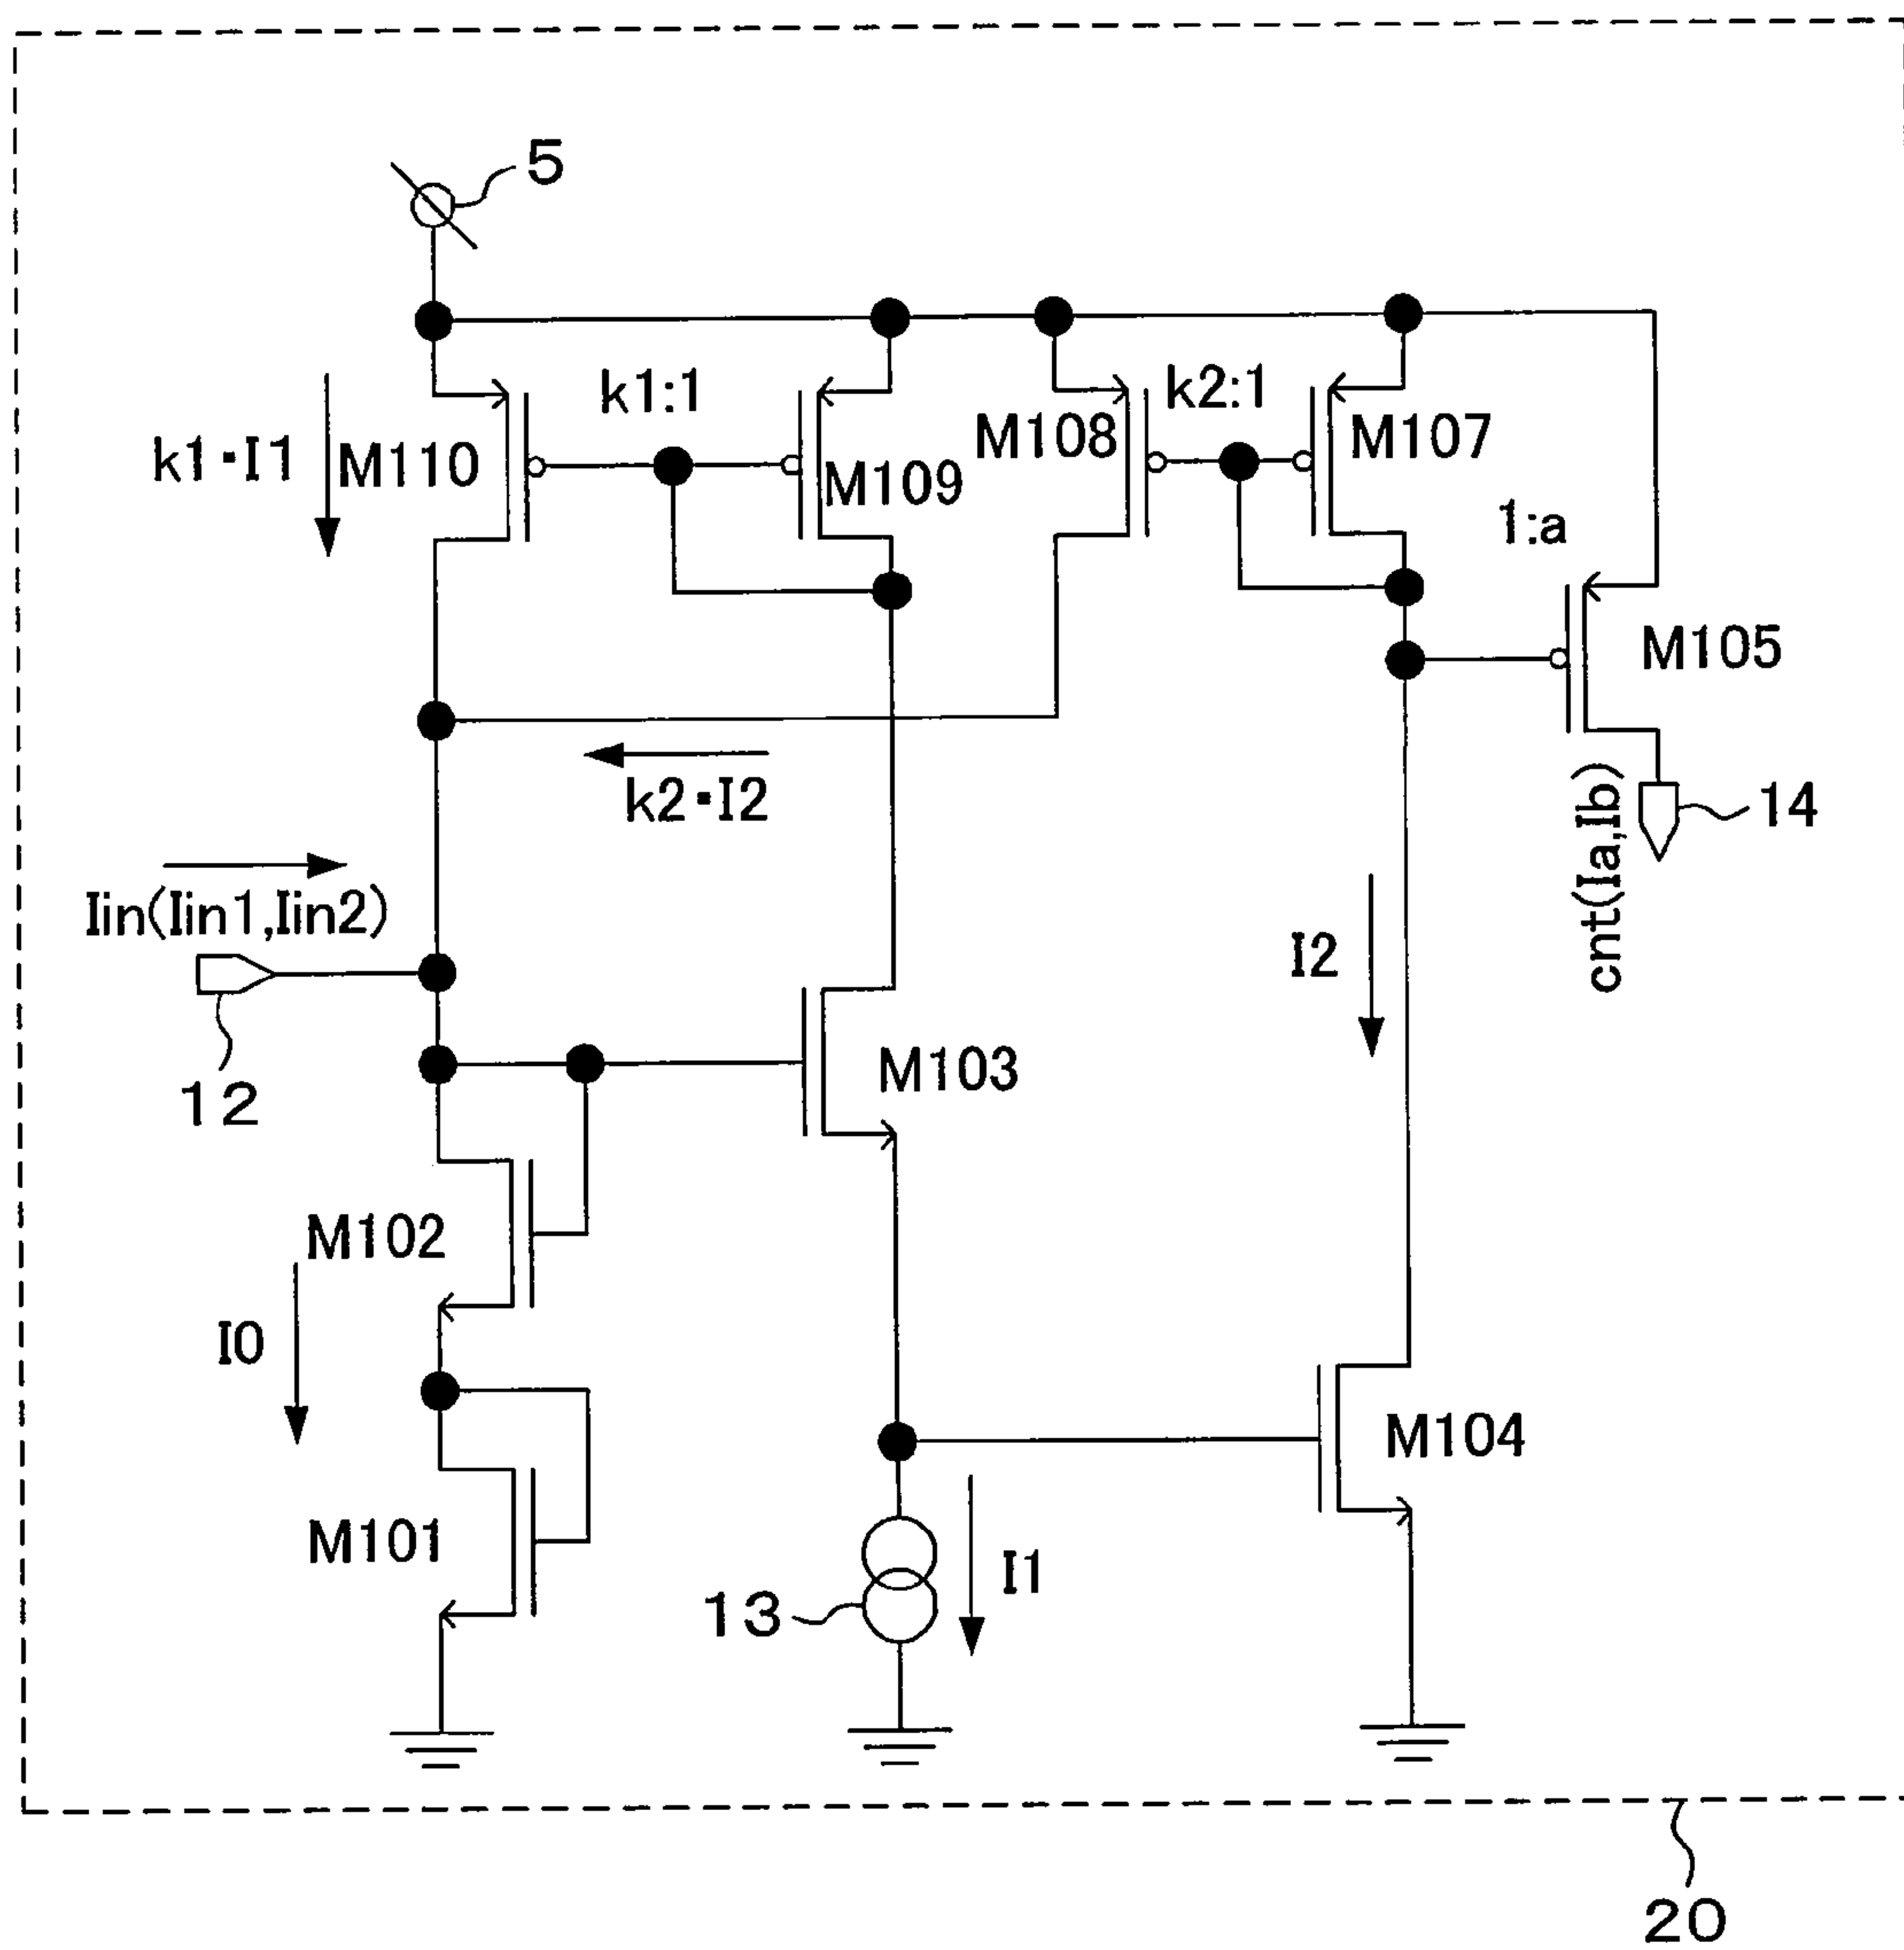 5
k1:1
k2:1
k1・I1
M110
M109
M108
M107
1:a
M105
k2・I2
14
cnt(Ia,Ib)
Iin(Iin1,Iin2)
I2
12
M103
M102
I0
M104
M101
13
I1
20